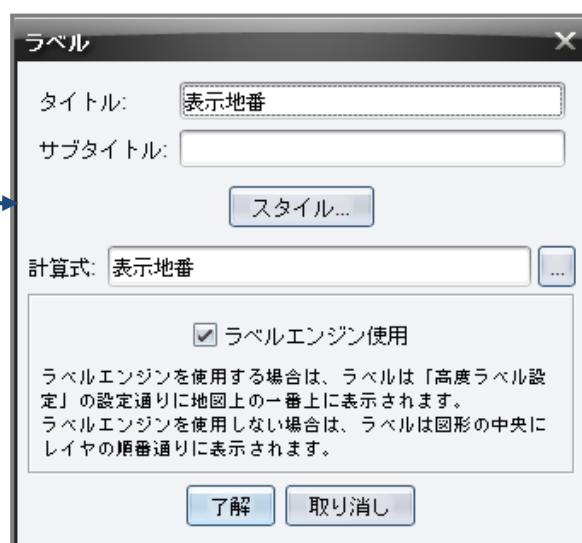 ラベル
タイトル: 表示地番
サブタイトル:
スタイル...
計算式: 表示地番 ...
ラベルエンジン使用
ラベルエンジンを使用する場合は、ラベルは「高度ラベル設
定」の設定通りに地図上の一番上に表示されます。
ラベルエンジンを使用しない場合は、ラベルは図形の中央に
レイヤの順番通りに表示されます。
了解 取り消し